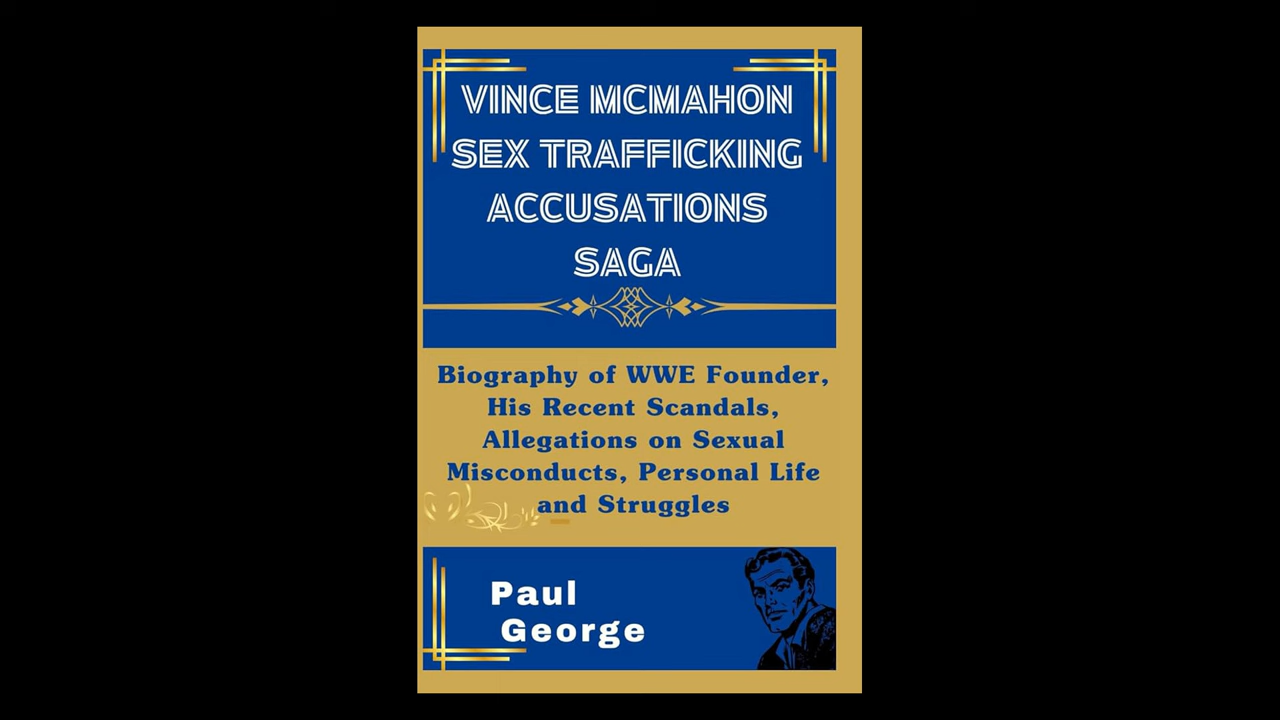 VINCE MCMAHON
SEX TRAFFICKING
ACCUSATIONS
SAGA
Biography of WWE Founder,
His Recent Scandals,
Allegations on Sexual
Misconducts, Personal Life
and Struggles
Paul
George